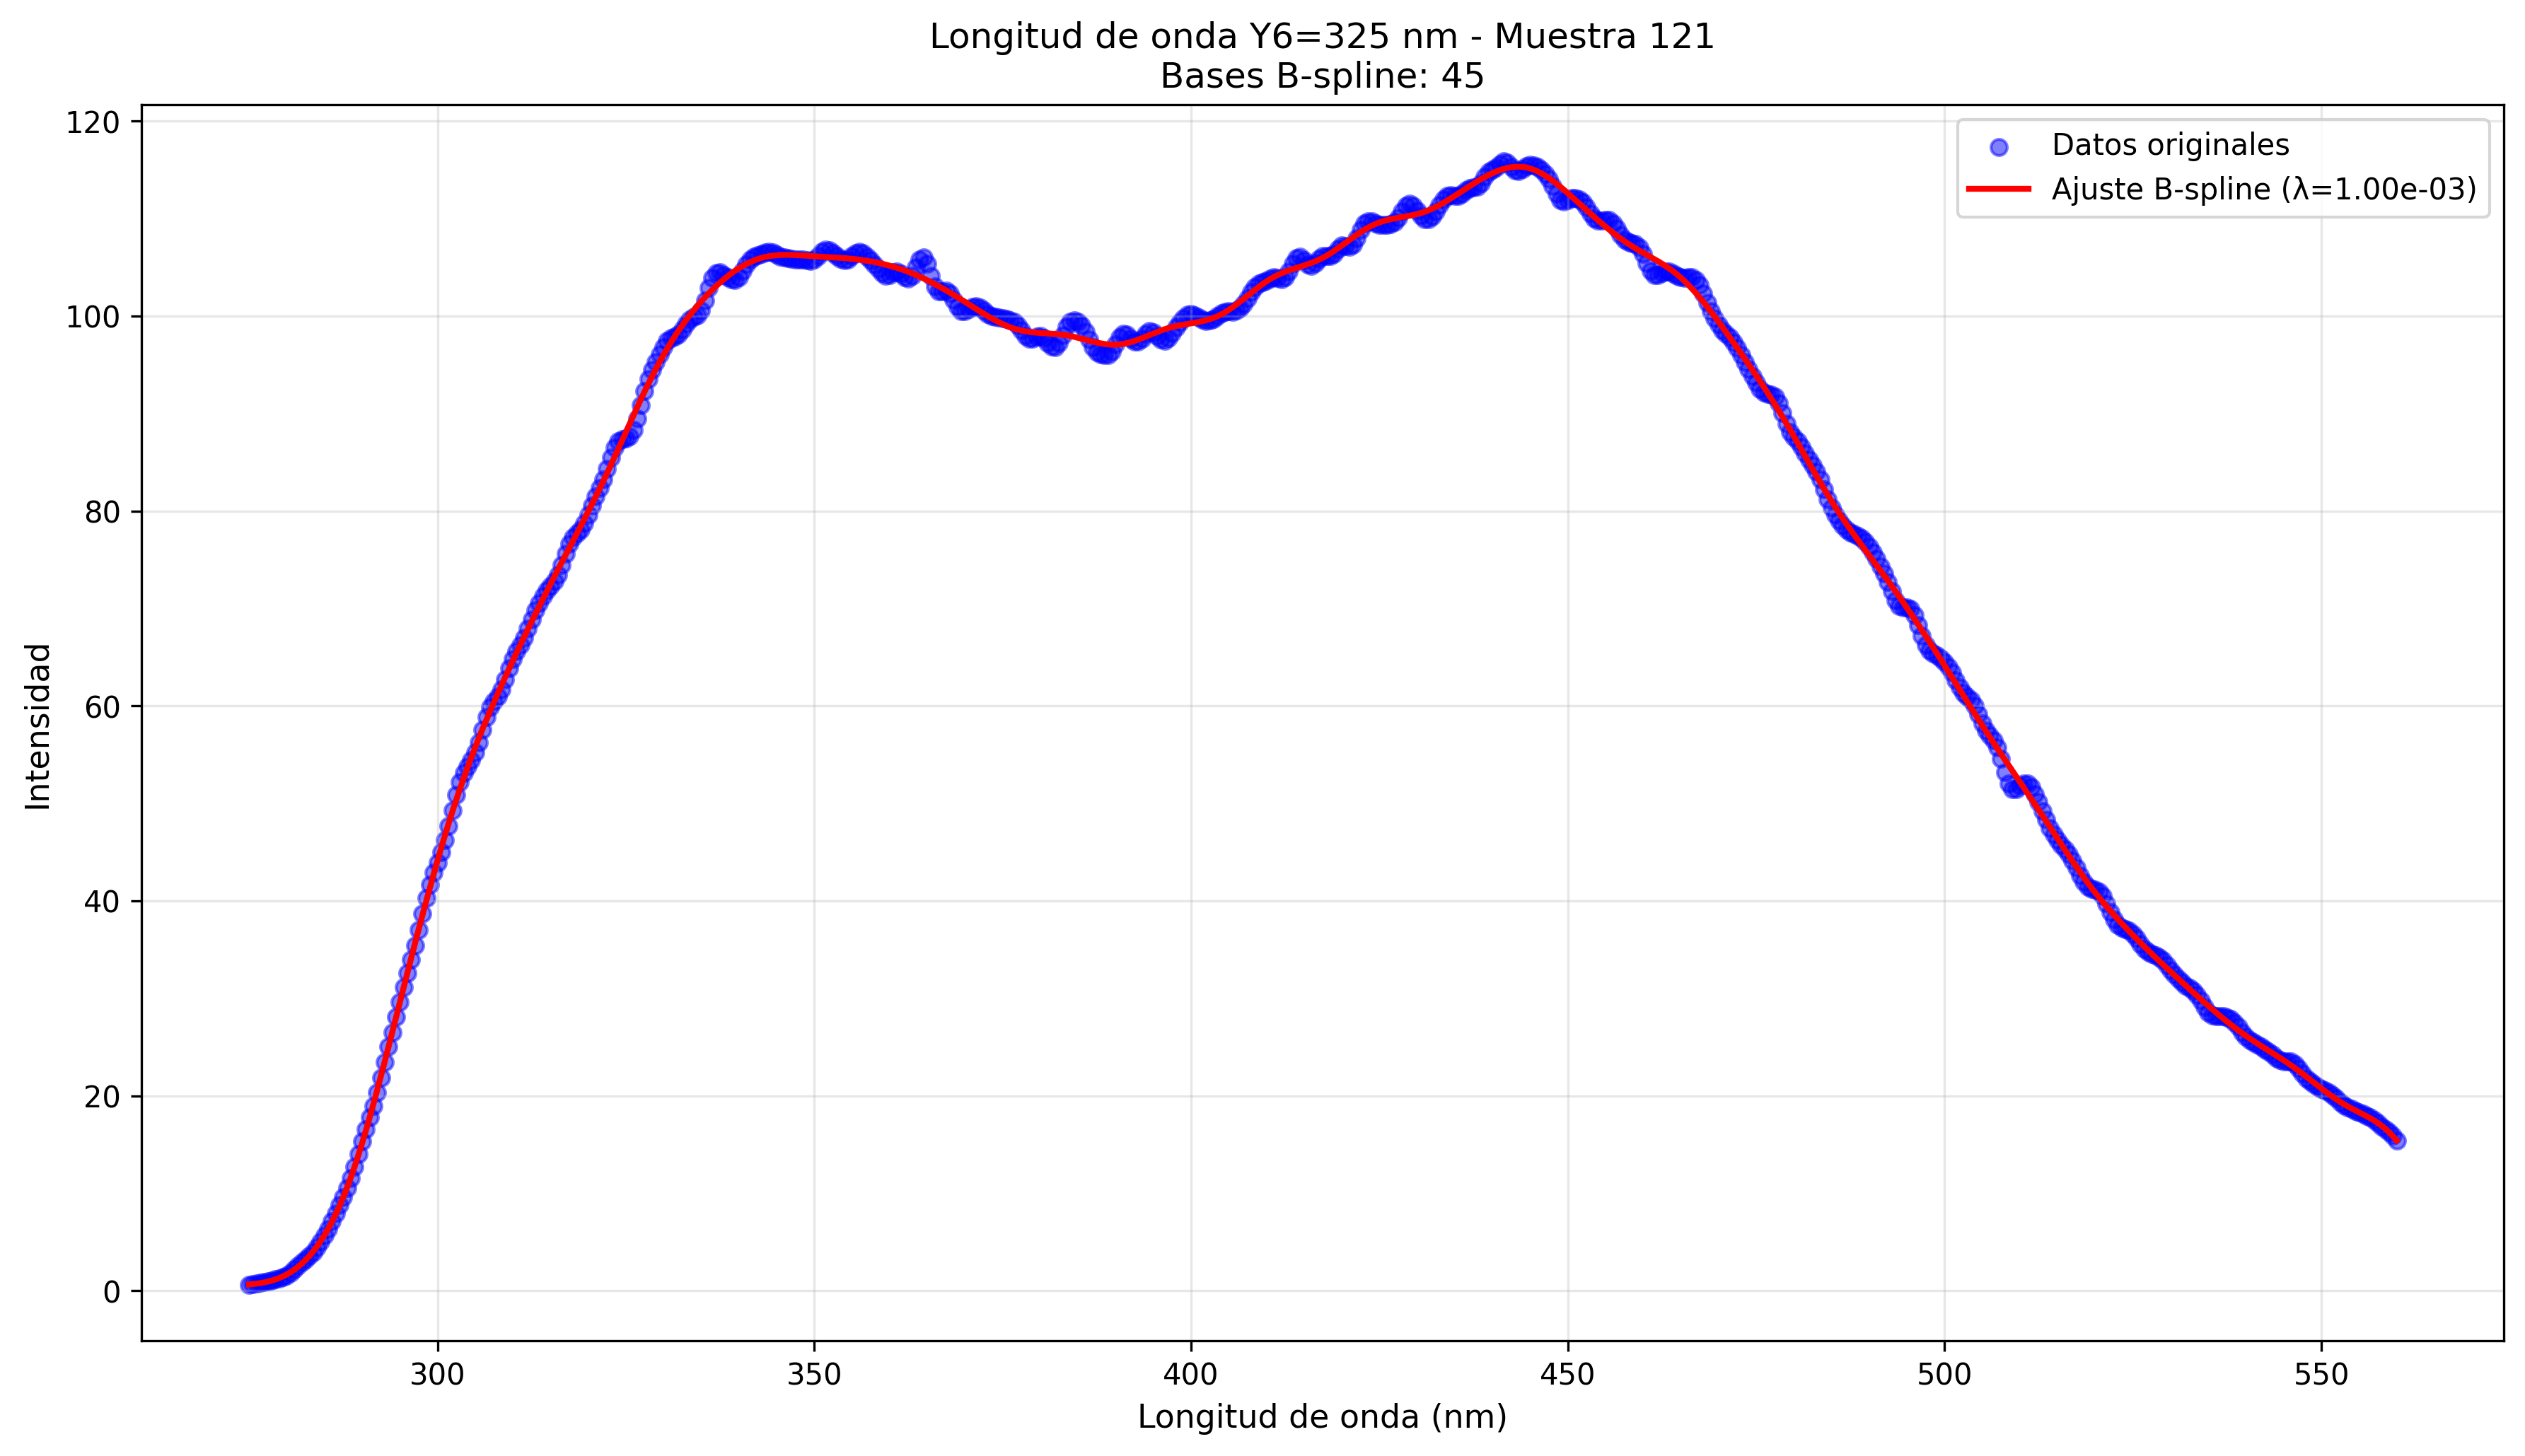 Longitud de onda Y6=325 nm - Muestra 121
Bases B-spline: 45
Datos originales
Ajuste B-spline (λ=1.00e-03)
Intensidad
120
100
80
60
40
20
0
300
350
400
450
500
550
Longitud de onda (nm)